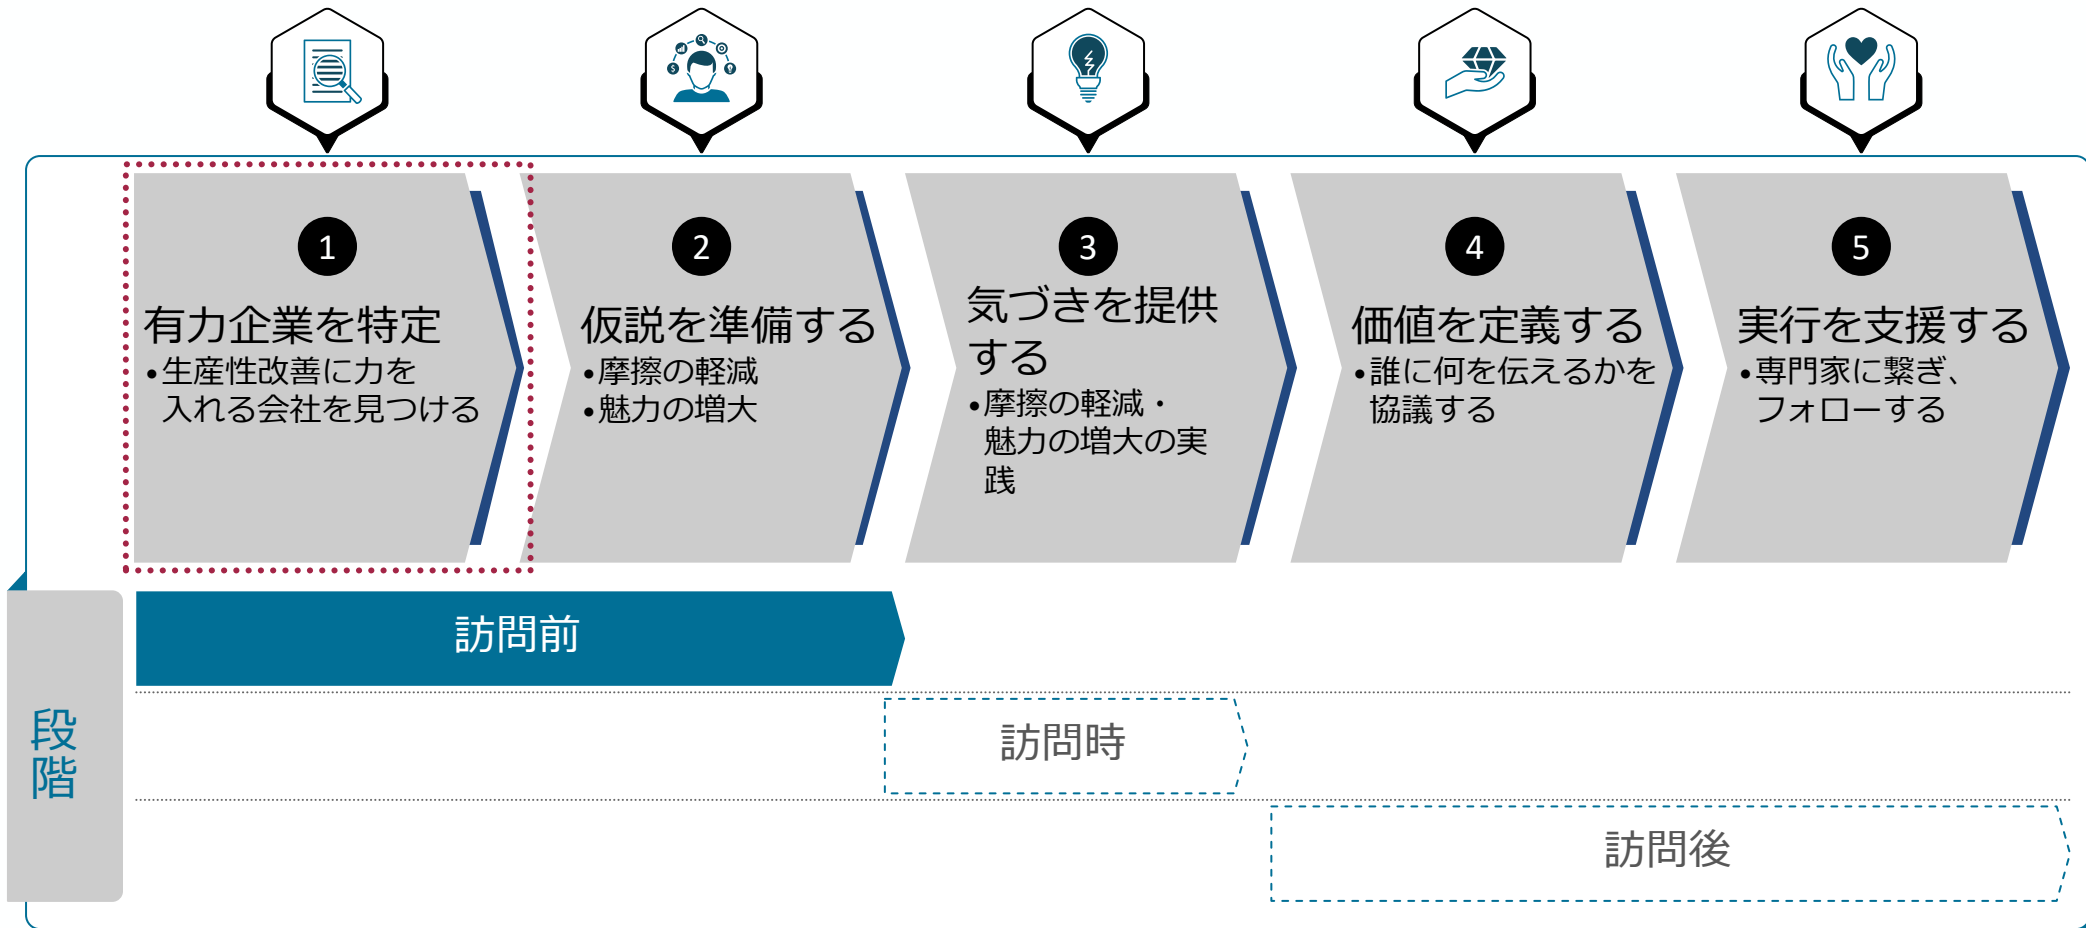 1
有力企業を特定
•生産性改善に力を
入れる会社を見つける
2
仮説を準備する
•摩擦の軽減
•魅力の増大
3
気づきを提供
する
•摩擦の軽減・
魅力の増大の実
践
4
価値を定義する
•誰に何を伝えるかを
協議する
5
実行を支援する
•専門家に繋ぎ、
フォローする
段階
訪問前
訪問時
訪問後